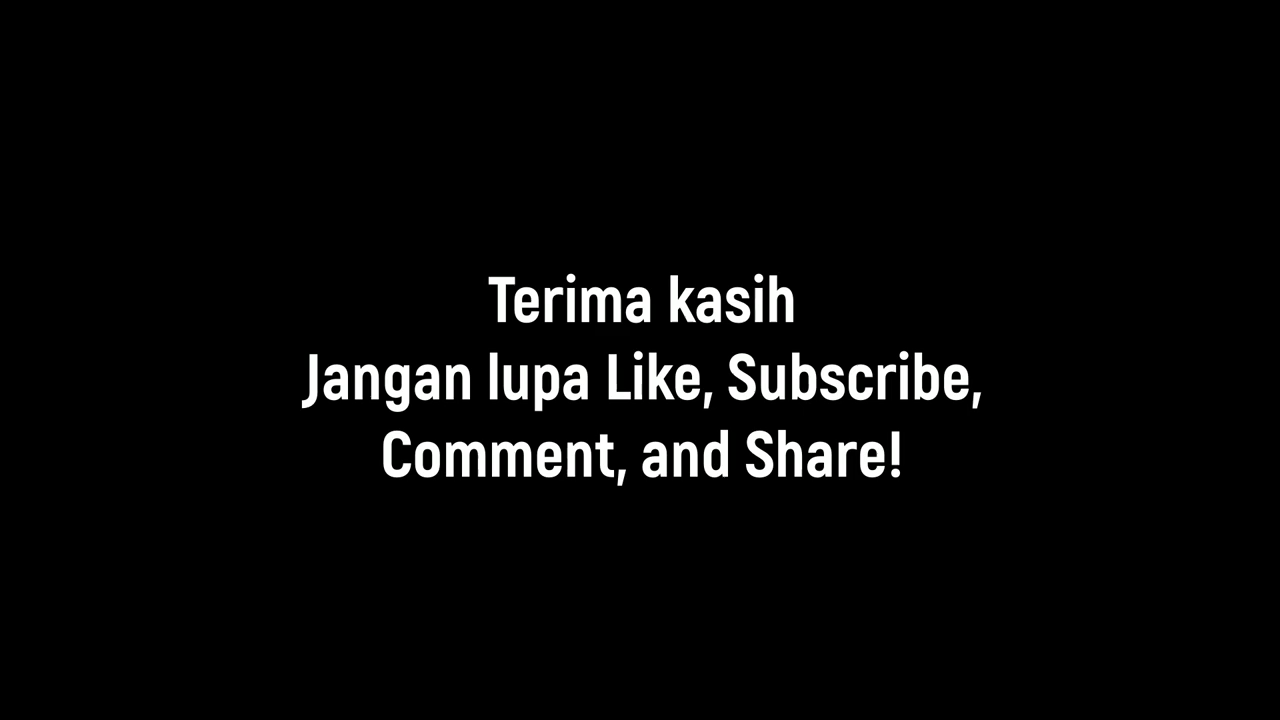 Terima kasih
Jangan lupa Like, Subscribe,
Comment, and Share!